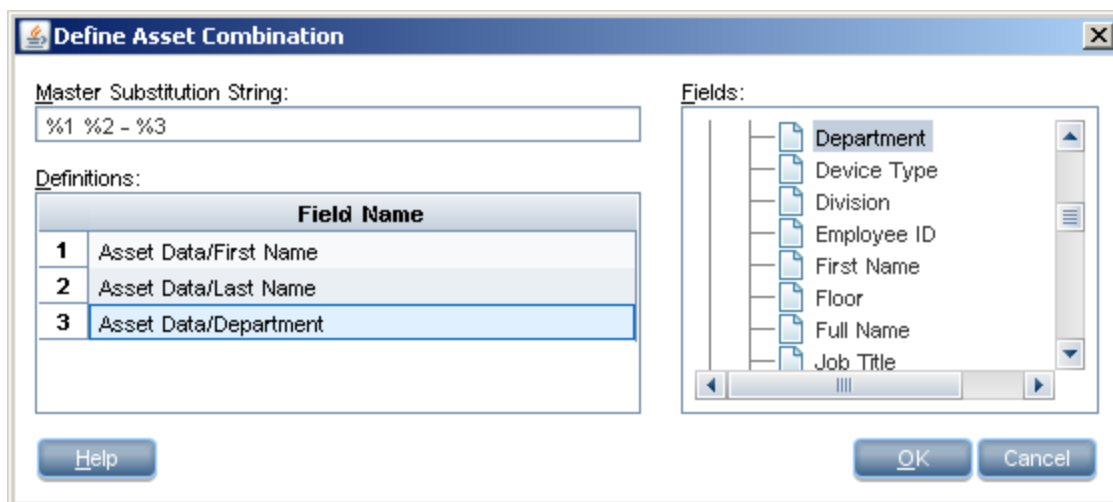 Define Asset Combination
Master Substitution String:
%1 %2 - %3
Definitions:
Field Name
1 Asset Data/First Name
2 Asset Data/Last Name
3 Asset Data/Department
Fields:
Department
Device Type
Division
Employee ID
First Name
Floor
Full Name
Job Title
Help
OK
Cancel